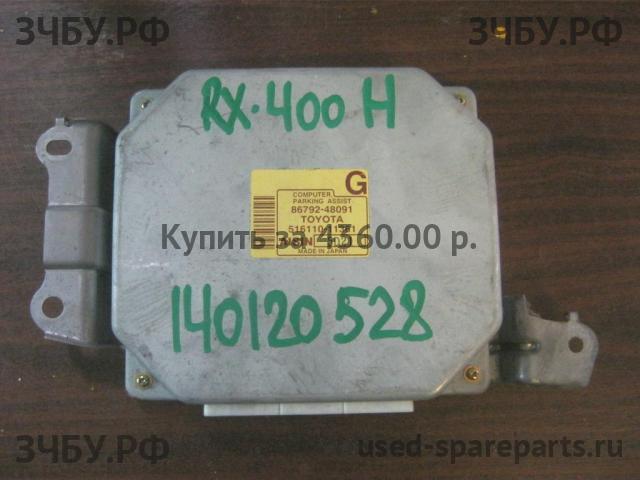 ЗЧБУ.РФ
ЗЧБУ.РФ
RX·400 H
G
COMPUTER
PARKING ASSIST
86792-48091
TOYOTA
Купить за 4360.00 р.
AISIN
MADE IN JAPAN
140120528
ЗЧБУ.РФ
used-spareparts.ru